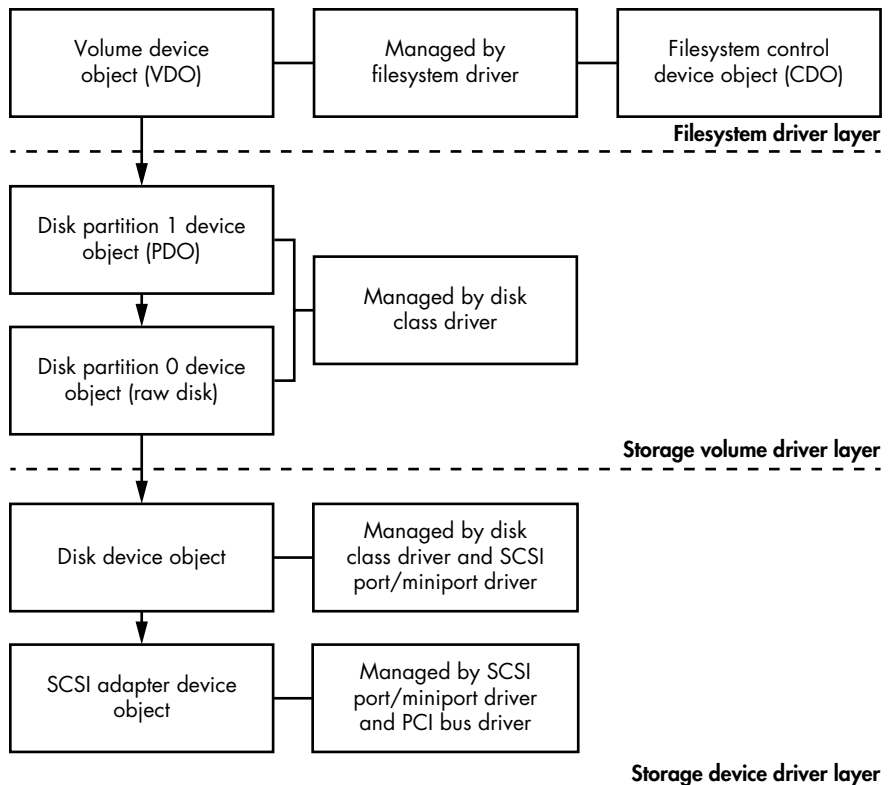 Volume device
object (VDO)
Managed by
filesystem driver
Filesystem control
device object (CDO)
Filesystem driver layer
Disk partition 1 device
object (PDO)
Managed by disk
class driver
Disk partition 0 device
object (raw disk)
Storage volume driver layer
Disk device object
Managed by disk
class driver and SCSI
port/miniport driver
SCSI adapter device
object
Managed by SCSI
port/miniport driver
and PCI bus driver
Storage device driver layer